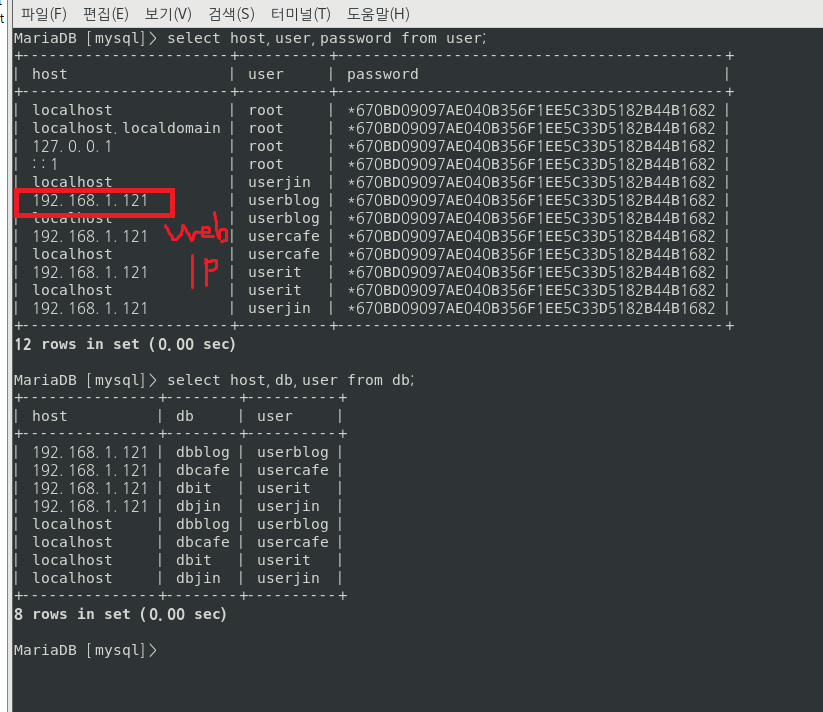 파일(F) 편집(E) 보기(V) 검색(S) 터미널(T) 도움말(H)
MariaDB [mysql]> select host,user,password from user;
+-----------------------+----------+-------------------------------------------+
| host                  | user     | password                                  |
+-----------------------+----------+-------------------------------------------+
| localhost             | root     | *670BD09097AE040B356F1EE5C33D5182B44B1682 |
| localhost.localdomain | root     | *670BD09097AE040B356F1EE5C33D5182B44B1682 |
| 127.0.0.1             | root     | *670BD09097AE040B356F1EE5C33D5182B44B1682 |
| ::1                   | root     | *670BD09097AE040B356F1EE5C33D5182B44B1682 |
| localhost             | userjin  | *670BD09097AE040B356F1EE5C33D5182B44B1682 |
| 192.168.1.121         | userblog | *670BD09097AE040B356F1EE5C33D5182B44B1682 |
| localhost             | userblog | *670BD09097AE040B356F1EE5C33D5182B44B1682 |
| 192.168.1.121         | usercafe | *670BD09097AE040B356F1EE5C33D5182B44B1682 |
| localhost             | usercafe | *670BD09097AE040B356F1EE5C33D5182B44B1682 |
| 192.168.1.121         | userit   | *670BD09097AE040B356F1EE5C33D5182B44B1682 |
| localhost             | userit   | *670BD09097AE040B356F1EE5C33D5182B44B1682 |
| 192.168.1.121         | userjin  | *670BD09097AE040B356F1EE5C33D5182B44B1682 |
+-----------------------+----------+-------------------------------------------+
web
IP
12 rows in set (0.00 sec)
MariaDB [mysql]> select host,db,user from db;
+---------------+--------+----------+
| host          | db     | user     |
+---------------+--------+----------+
| 192.168.1.121 | dbblog | userblog |
| 192.168.1.121 | dbcafe | usercafe |
| 192.168.1.121 | dbit   | userit   |
| 192.168.1.121 | dbjin  | userjin  |
| localhost     | dbblog | userblog |
| localhost     | dbcafe | usercafe |
| localhost     | dbit   | userit   |
| localhost     | dbjin  | userjin  |
+---------------+--------+----------+
8 rows in set (0.00 sec)
MariaDB [mysql]>